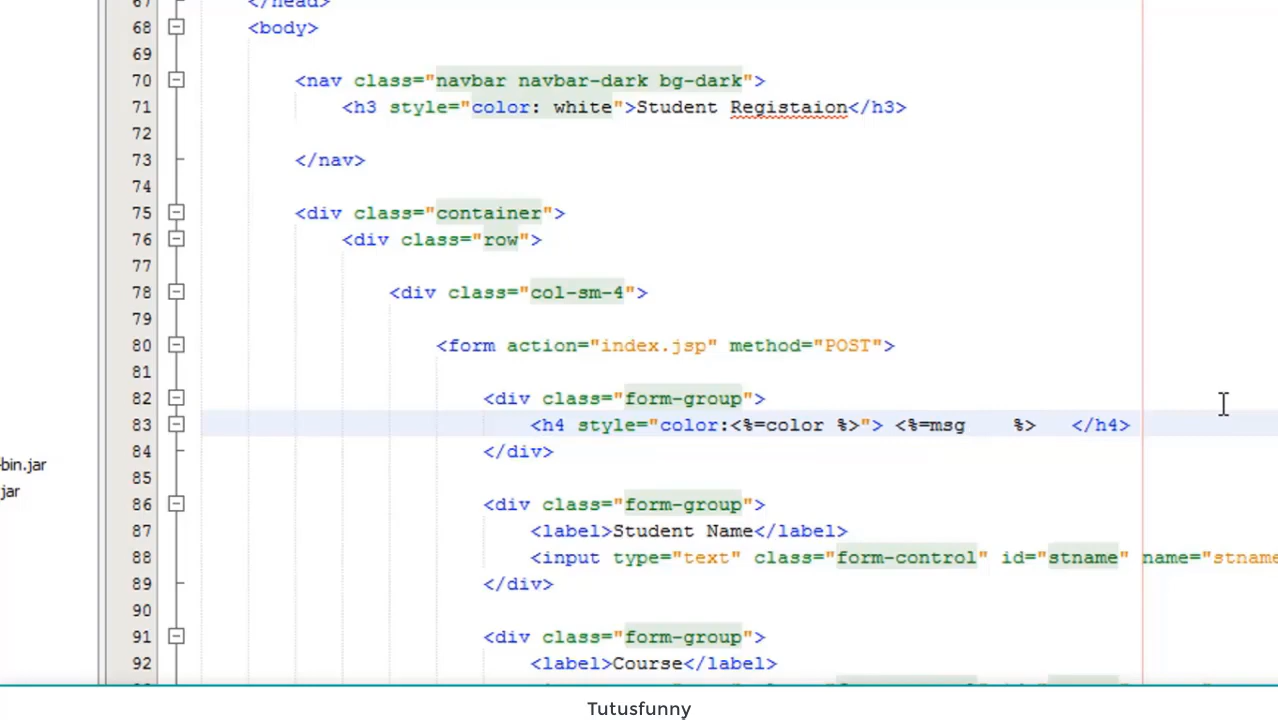 67 </head>
68 <body>
69
70 <nav class="navbar navbar-dark bg-dark">
71 <h3 style="color: white">Student Registaion</h3>
72
73 </nav>
74
75 <div class="container">
76 <div class="row">
77
78 <div class="col-sm-4">
79
80 <form action="index.jsp" method="POST">
81
82 <div class="form-group">
83 <h4 style="color:<%=color %>"> <%=msg    %>   </h4>
84 </div>
-bin.jar
85
jar
86 <div class="form-group">
87 <label>Student Name</label>
88 <input type="text" class="form-control" id="stname" name="stname
89 </div>
90
91 <div class="form-group">
92 <label>Course</label>
Tutusfunny